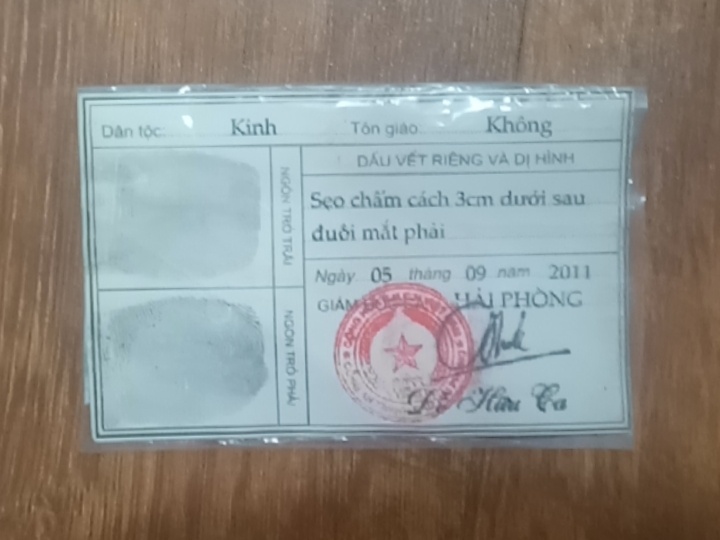 Dân tộc: Kinh Tôn giáo: Không
NGÓN TRỎ TRÁI
NGÓN TRỎ PHẢI
DẤU VẾT RIÊNG VÀ DỊ HÌNH
Sẹo chấm cách 3cm dưới sau
đuôi mắt phải
Ngày 05 tháng 09 năm 2011
GIÁM HẢI PHÒNG
Hữu Ca